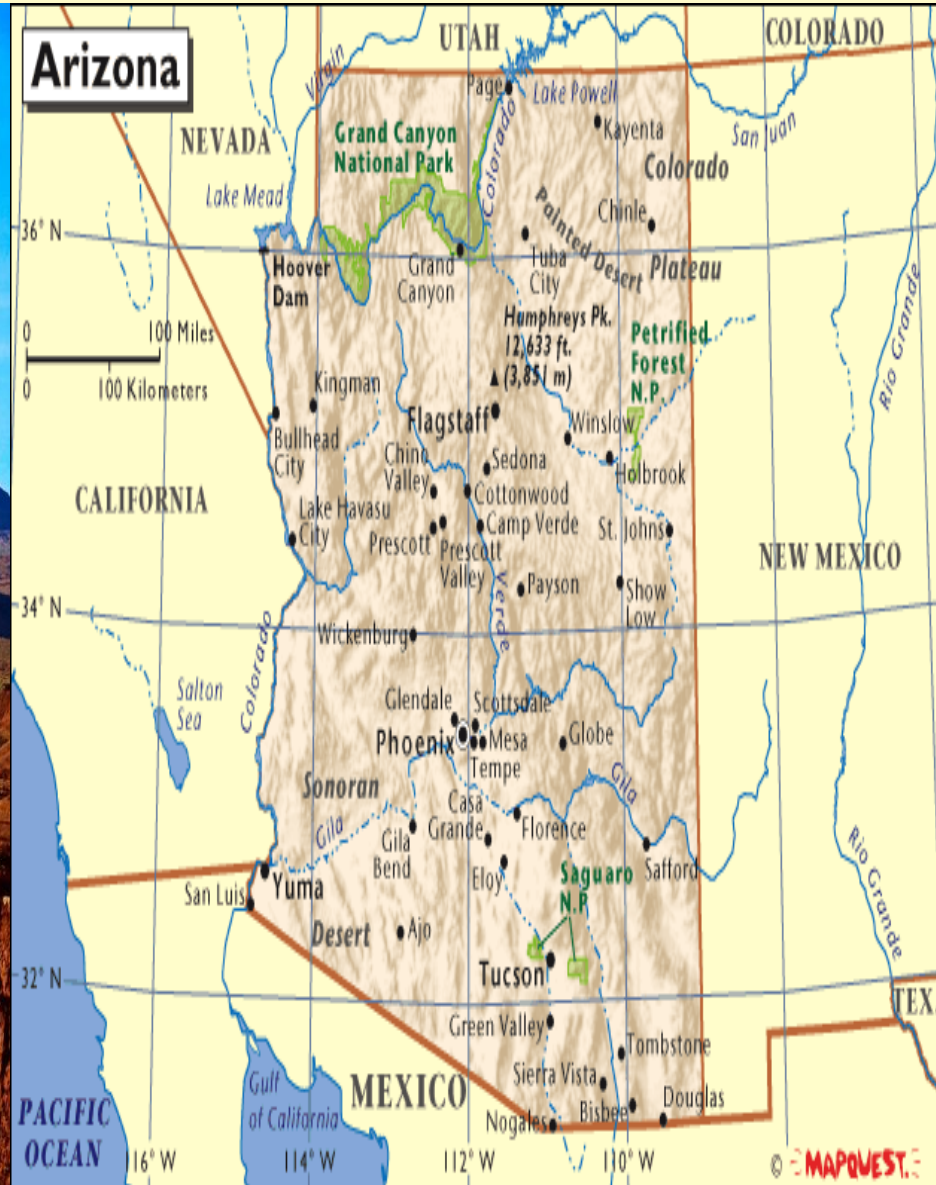 Arizona
UTAH
COLORADO
NEVADA
Virgin
Page
Lake Powell
Colorado
San Juan
Kayenta
Grand Canyon
National Park
Colorado
Plateau
Lake Mead
Painted Desert
Chinle
36° N
Hoover
Dam
Grand
Canyon
Tuba
City
Humphreys Pk.
12,633 ft.
(3,851 m)
Petrified
Forest
N.P.
Rio Grande
0
100 Miles
0
100 Kilometers
Kingman
Flagstaff
Winslow
Bullhead
City
Chino
Valley
Sedona
Holbrook
CALIFORNIA
Lake Havasu
City
Cottonwood
Camp Verde
St. Johns
Prescott
Prescott
Valley
NEW MEXICO
Verde
Payson
Show
Low
34° N
Wickenburg
Colorado
Salton
Sea
Glendale
Scottsdale
Phoenix
Mesa
Globe
Tempe
Sonoran
Desert
Gila
Gila
Gila
Bend
Casa
Grande
Florence
Safford
Eloy
Saguaro
N.P.
Rio Grande
San Luis
Yuma
Ajo
32° N
Tucson
TEX.
Green Valley
Tombstone
Sierra Vista
Gulf
of California
MEXICO
Nogales
Bisbee
Douglas
PACIFIC
OCEAN
116° W
114° W
112° W
110° W
© MAPQUEST.